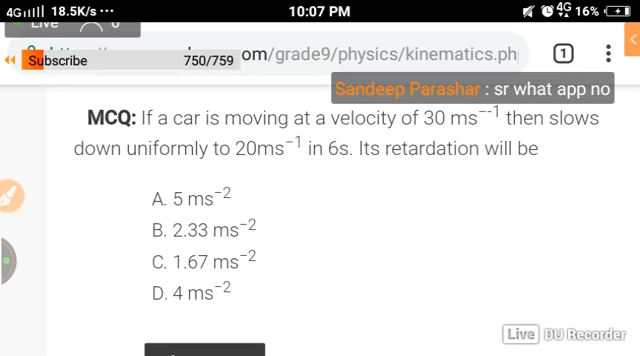 4G 18.5K/s ··· 10:07 PM 4G 16%
Live 0
om/grade9/physics/kinematics.ph 1
Subscribe 750/759
Sandeep Parashar : sr what app no
MCQ: If a car is moving at a velocity of 30 ms⁻⁻¹ then slows
down uniformly to 20ms⁻¹ in 6s. Its retardation will be
A. 5 ms⁻²
B. 2.33 ms⁻²
C. 1.67 ms⁻²
D. 4 ms⁻²
Live DU Recorder